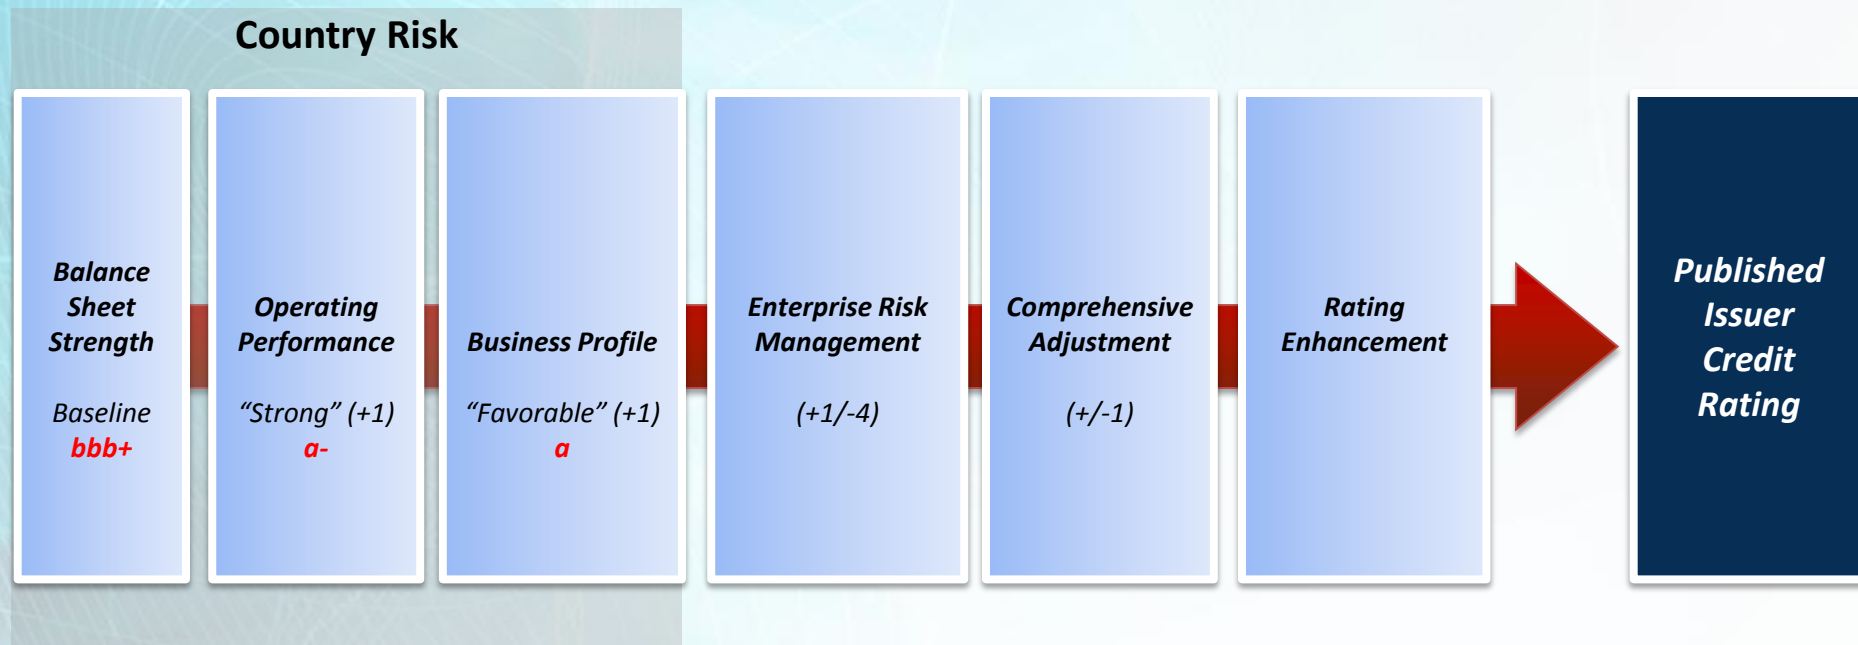 Country Risk
Balance
Sheet
Strength
Baseline
bbb+
Operating
Performance
“Strong” (+1)
a-
Business Profile
“Favorable” (+1)
a
Enterprise Risk
Management
(+1/-4)
Comprehensive
Adjustment
(+/-1)
Rating
Enhancement
Published
Issuer
Credit
Rating